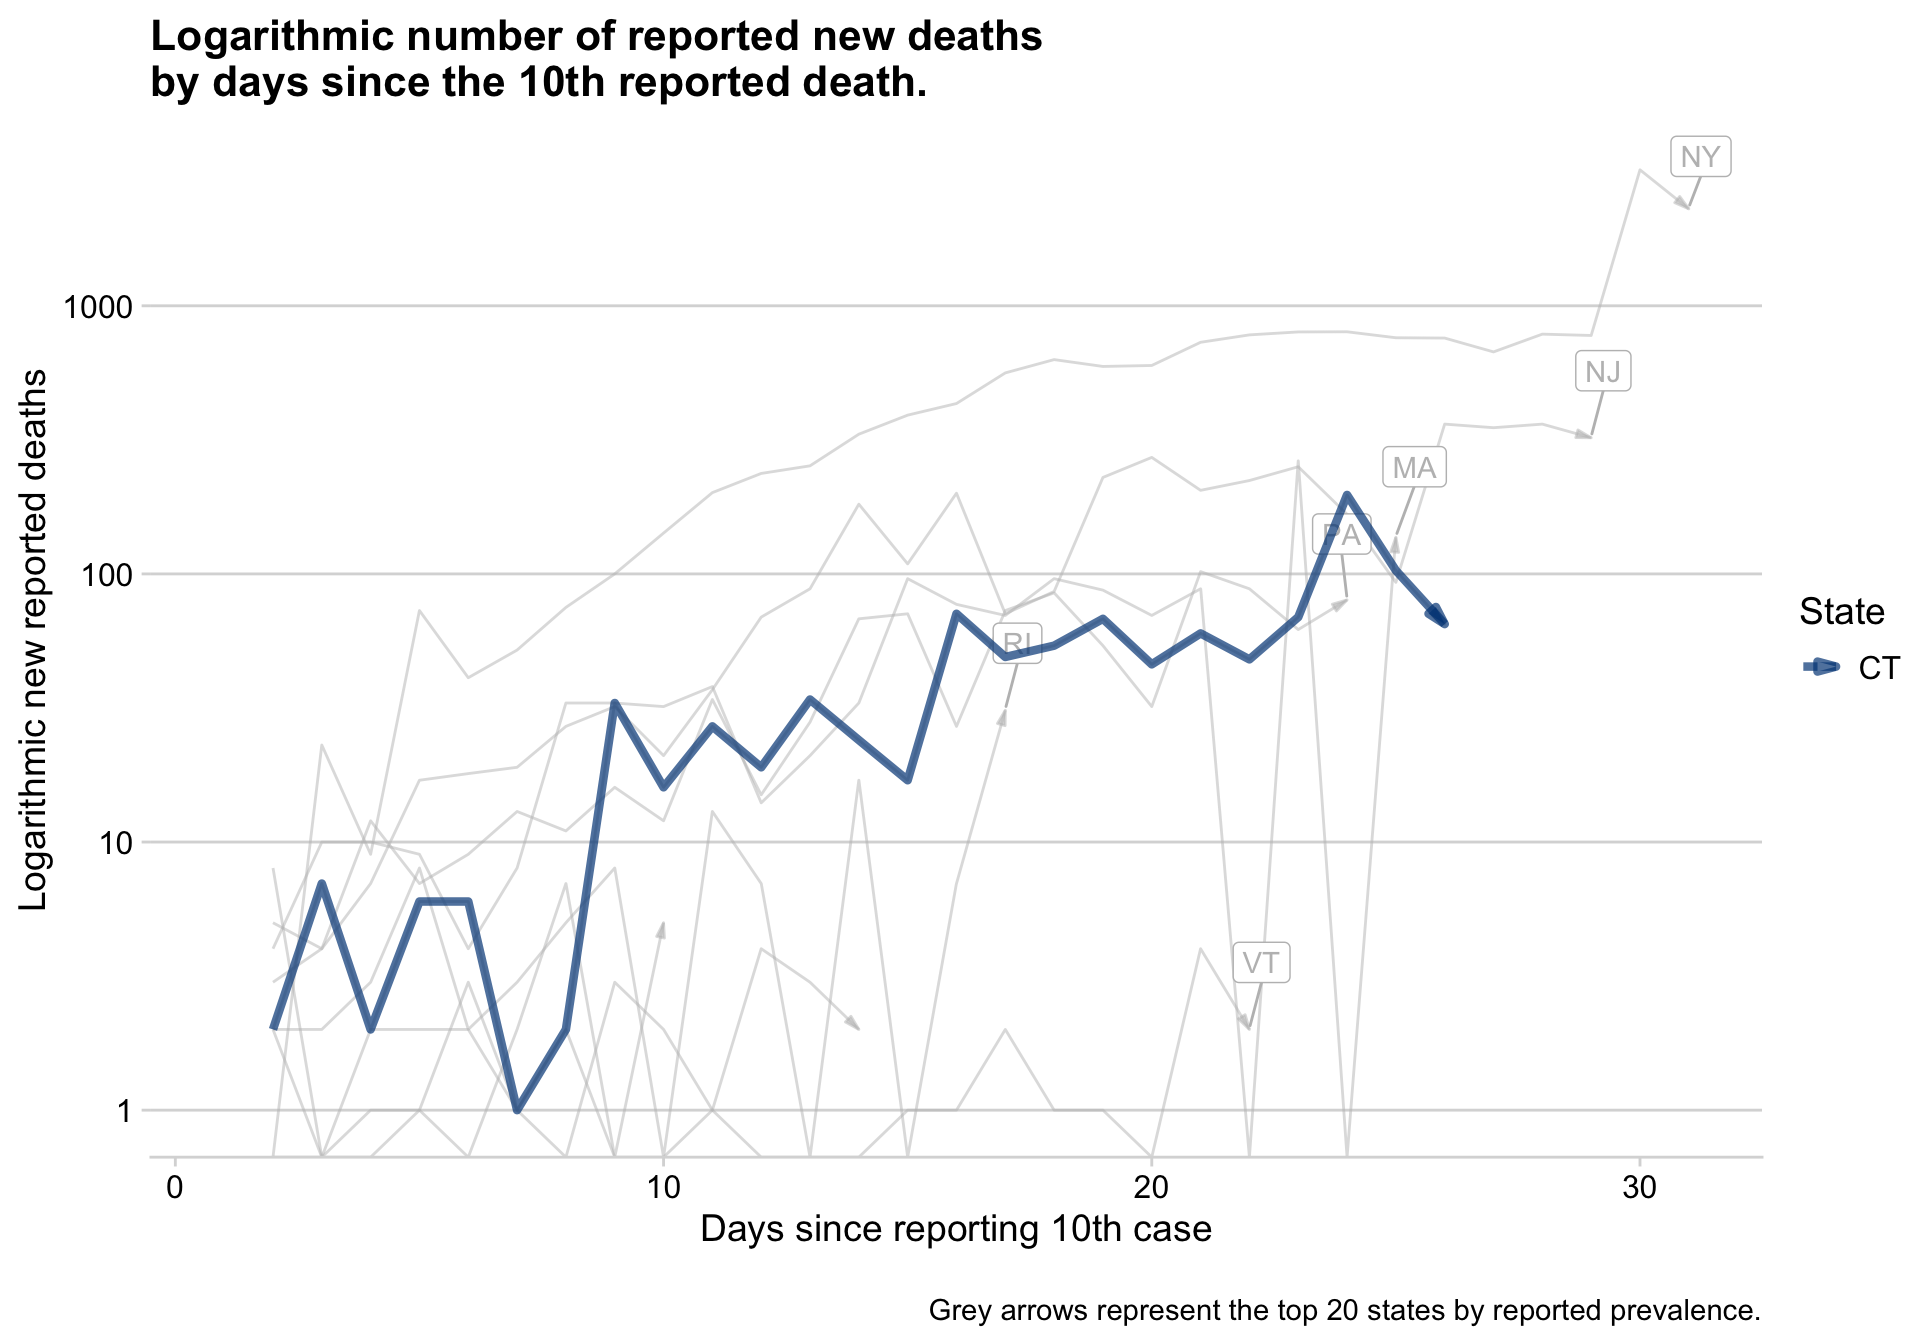 Logarithmic number of reported new deaths
by days since the 10th reported death.
NY
1000
NJ
MA
PA
100
RI
State
CT
10
VT
1
0 10 20 30
Logarithmic new reported deaths
Days since reporting 10th case
Grey arrows represent the top 20 states by reported prevalence.